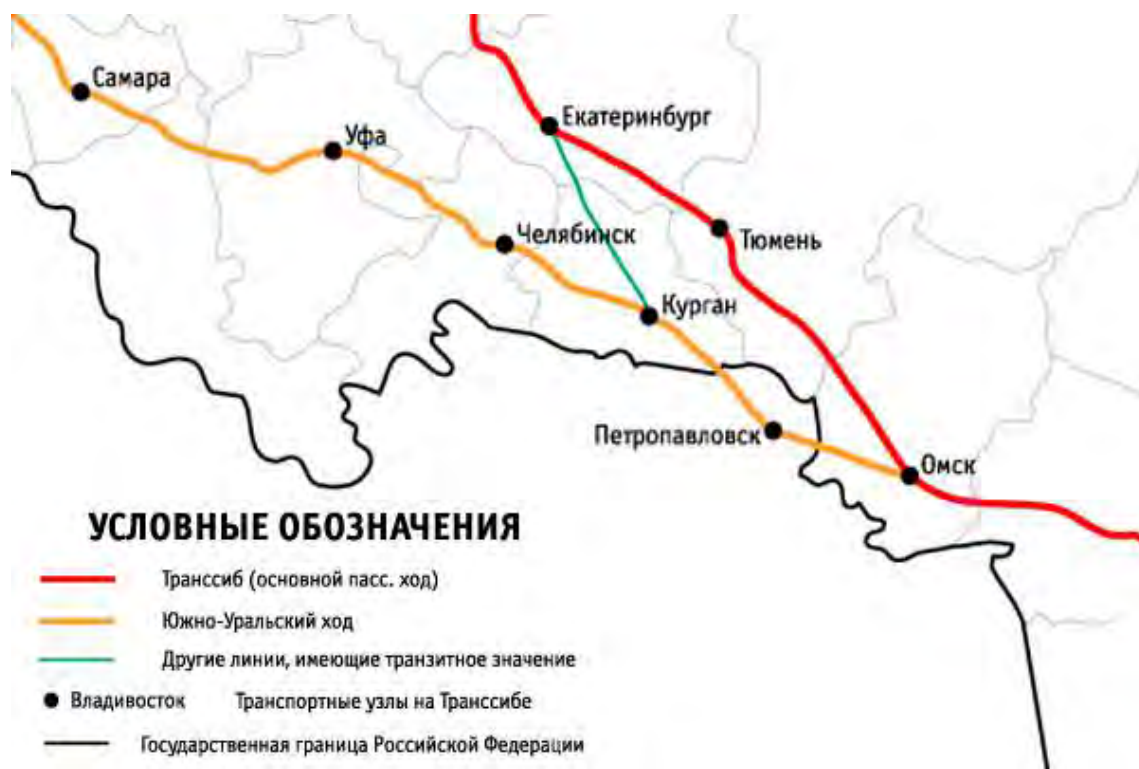 Самара
Екатеринбург
Уфа
Тюмень
Челябинск
Курган
Петропавловск
Омск
УСЛОВНЫЕ ОБОЗНАЧЕНИЯ
Транссиб (основной пасс. ход)
Южно-Уральский ход
Другие линии, имеющие транзитное значение
Владивосток Транспортные узлы на Транссибе
Государственная граница Российской Федерации